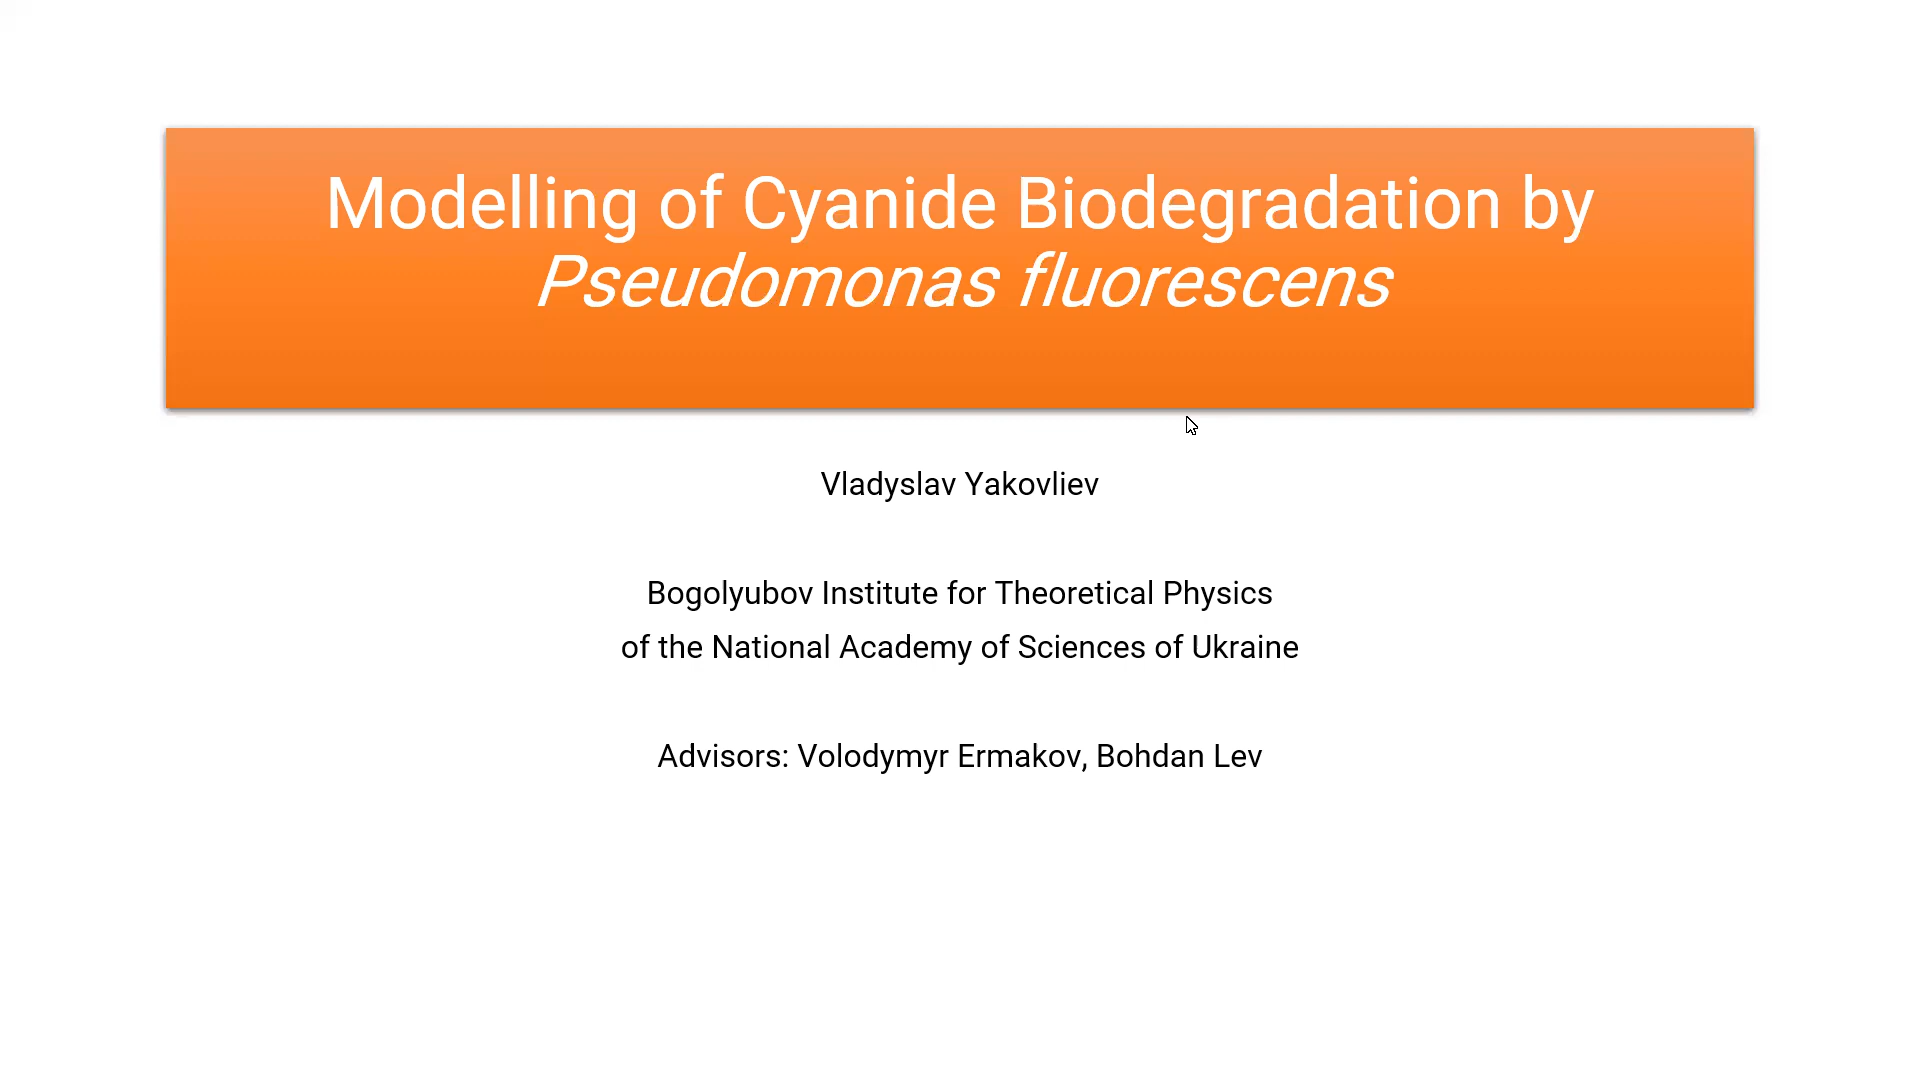 Modelling of Cyanide Biodegradation by
Pseudomonas fluorescens
Vladyslav Yakovliev
Bogolyubov Institute for Theoretical Physics
of the National Academy of Sciences of Ukraine
Advisors: Volodymyr Ermakov, Bohdan Lev